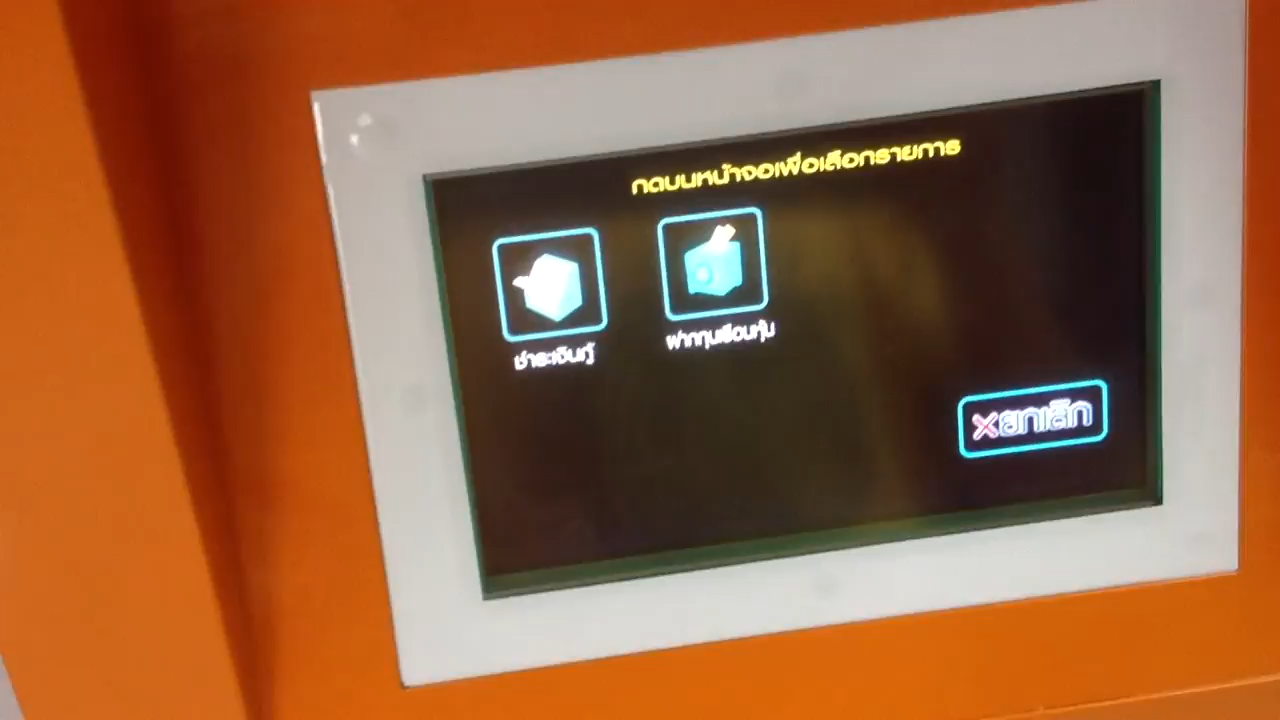 กดบนหน้าจอเพื่อเลือกรายการ
ชำระเงินกู้
ฝากทุนเรือนหุ้น
ยกเลิก